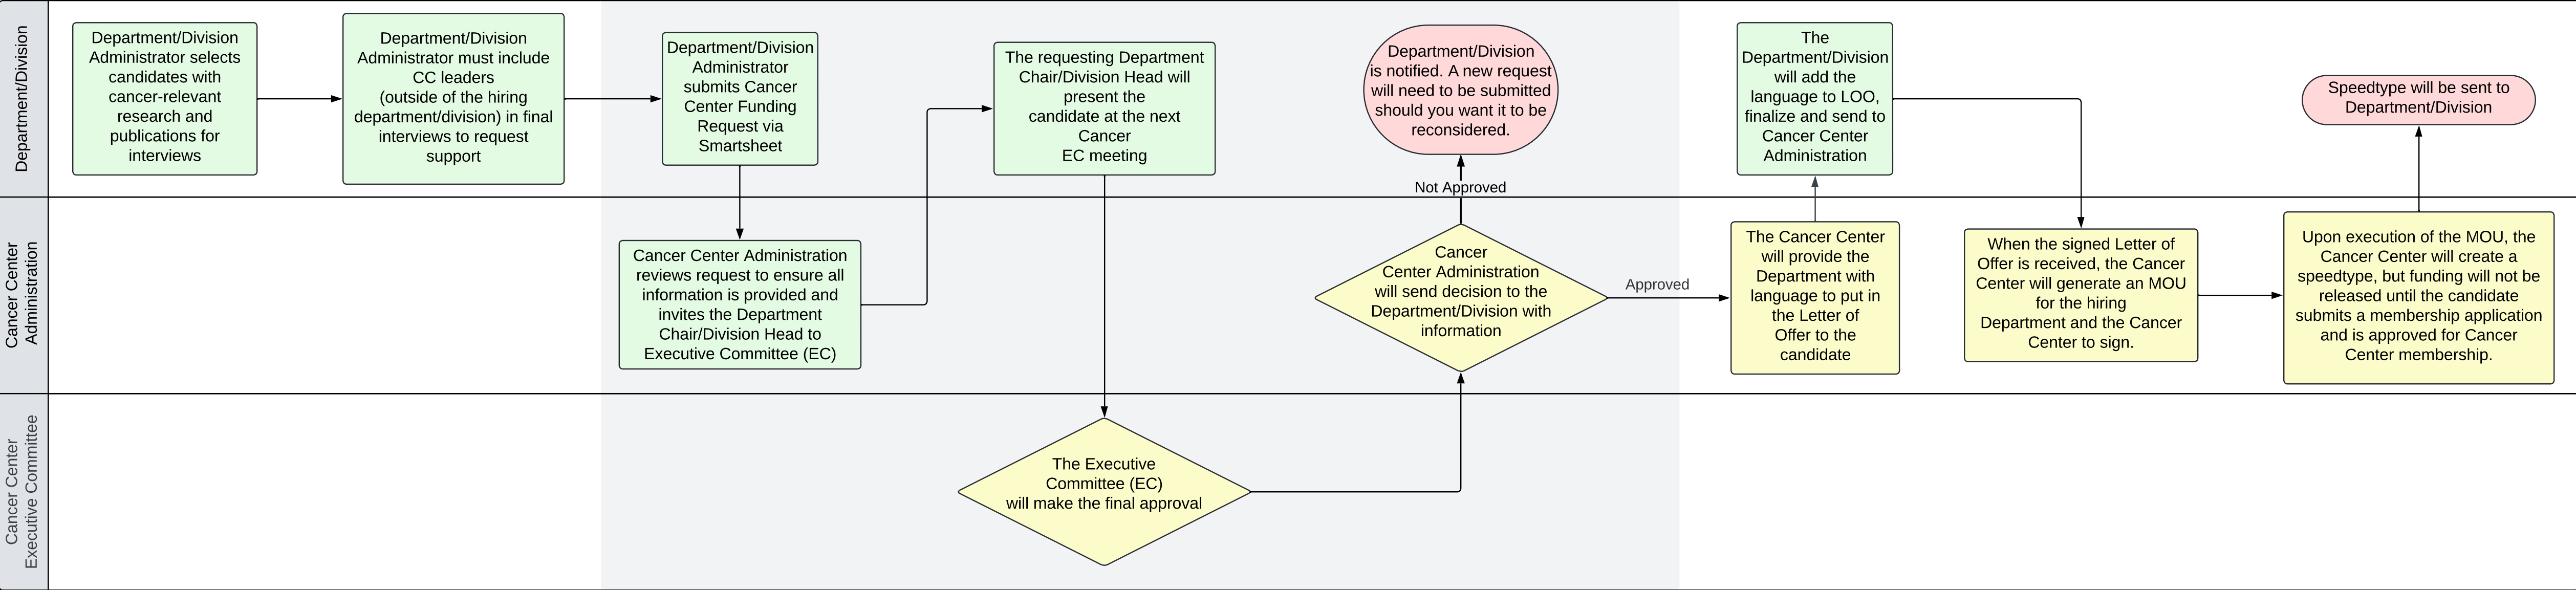 Department/Division
Department/Division
Administrator selects
candidates with
cancer-relevant
research and
publications for
interviews
Department/Division
Administrator must include
CC leaders
(outside of the hiring
department/division) in final
interviews to request
support
Department/Division
Administrator
submits Cancer
Center Funding
Request via
Smartsheet
The requesting Department
Chair/Division Head will
present the
candidate at the next
Cancer
EC meeting
Department/Division
is notified. A new request
will need to be submitted
should you want it to be
reconsidered.
Not Approved
The
Department/Division
will add the
language to LOO,
finalize and send to
Cancer Center
Administration
Speedtype will be sent to
Department/Division
Cancer Center
Administration
Cancer Center Administration
reviews request to ensure all
information is provided and
invites the Department
Chair/Division Head to
Executive Committee (EC)
Cancer
Center Administration
will send decision to the
Department/Division with
information
Approved
The Cancer Center
will provide the
Department with
language to put in
the Letter of
Offer to the
candidate
When the signed Letter of
Offer is received, the Cancer
Center will generate an MOU
for the hiring
Department and the Cancer
Center to sign.
Upon execution of the MOU, the
Cancer Center will create a
speedtype, but funding will not be
released until the candidate
submits a membership application
and is approved for Cancer
Center membership.
Cancer Center
Executive Committee
The Executive
Committee (EC)
will make the final approval